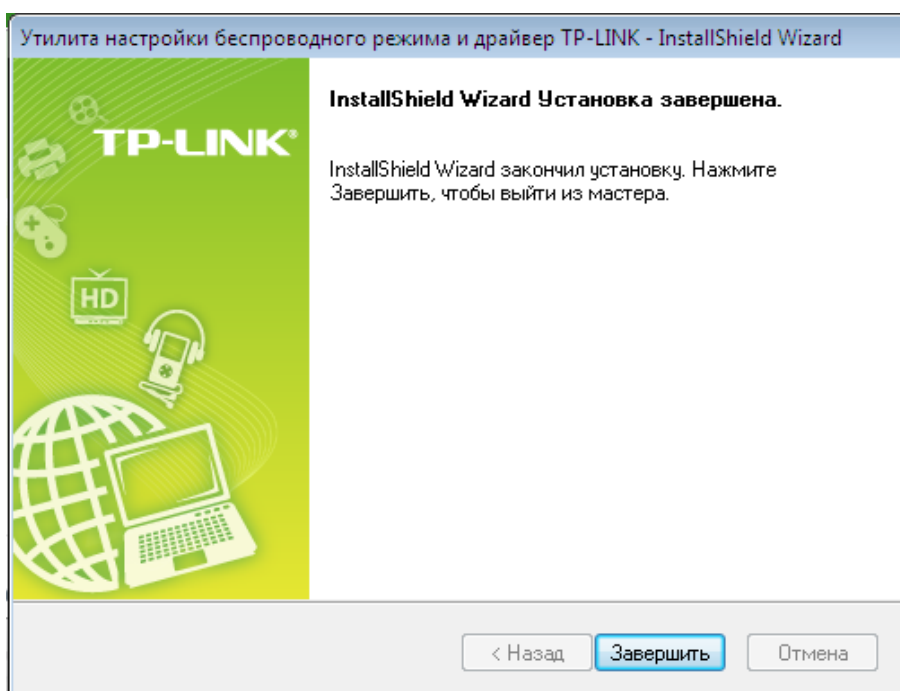 Утилита настройки беспроводного режима и драйвер TP-LINK - InstallShield Wizard
TP-LINK®
InstallShield Wizard Установка завершена.
InstallShield Wizard закончил установку. Нажмите
Завершить, чтобы выйти из мастера.
HD
< Назад
Завершить
Отмена